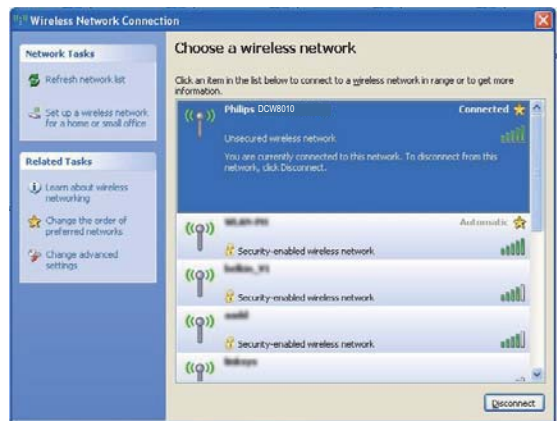 Wireless Network Connection
Network Tasks
Refresh network list
Set up a wireless network
for a home or small office
Related Tasks
Learn about wireless
networking
Change the order of
preferred networks
Change advanced
settings
Choose a wireless network
Click an item in the list below to connect to a wireless network in range or to get more
information.
Philips DCW8010
Connected
Unsecured wireless network
You are currently connected to this network. To disconnect from this
network, click Disconnect.
Automatic
Security-enabled wireless network
Security-enabled wireless network
Security-enabled wireless network
Disconnect